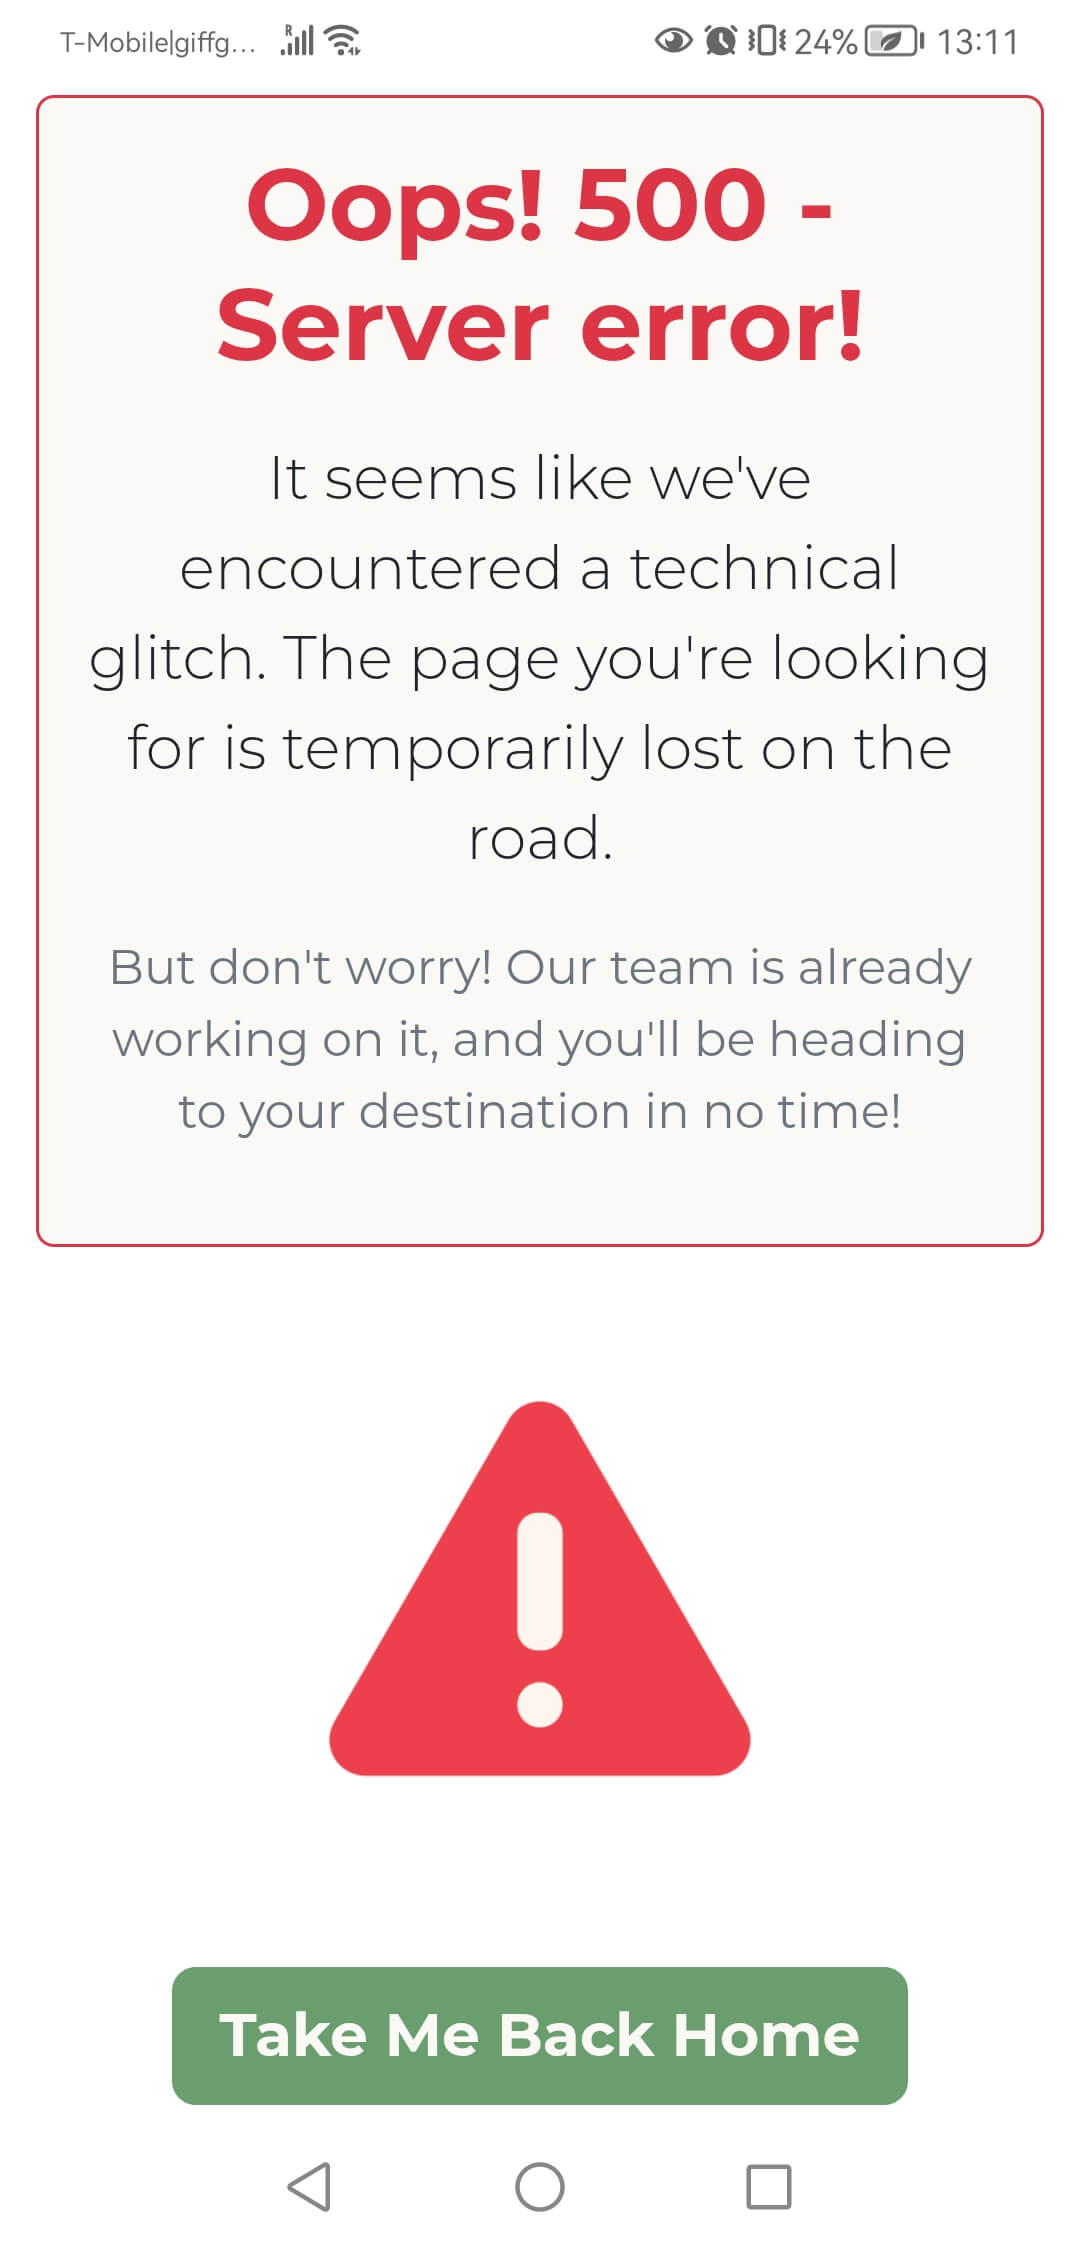 T-Mobile|giffg... R 24% 13:11
Oops! 500 -
Server error!
It seems like we've
encountered a technical
glitch. The page you're looking
for is temporarily lost on the
road.
But don't worry! Our team is already
working on it, and you'll be heading
to your destination in no time!
Take Me Back Home